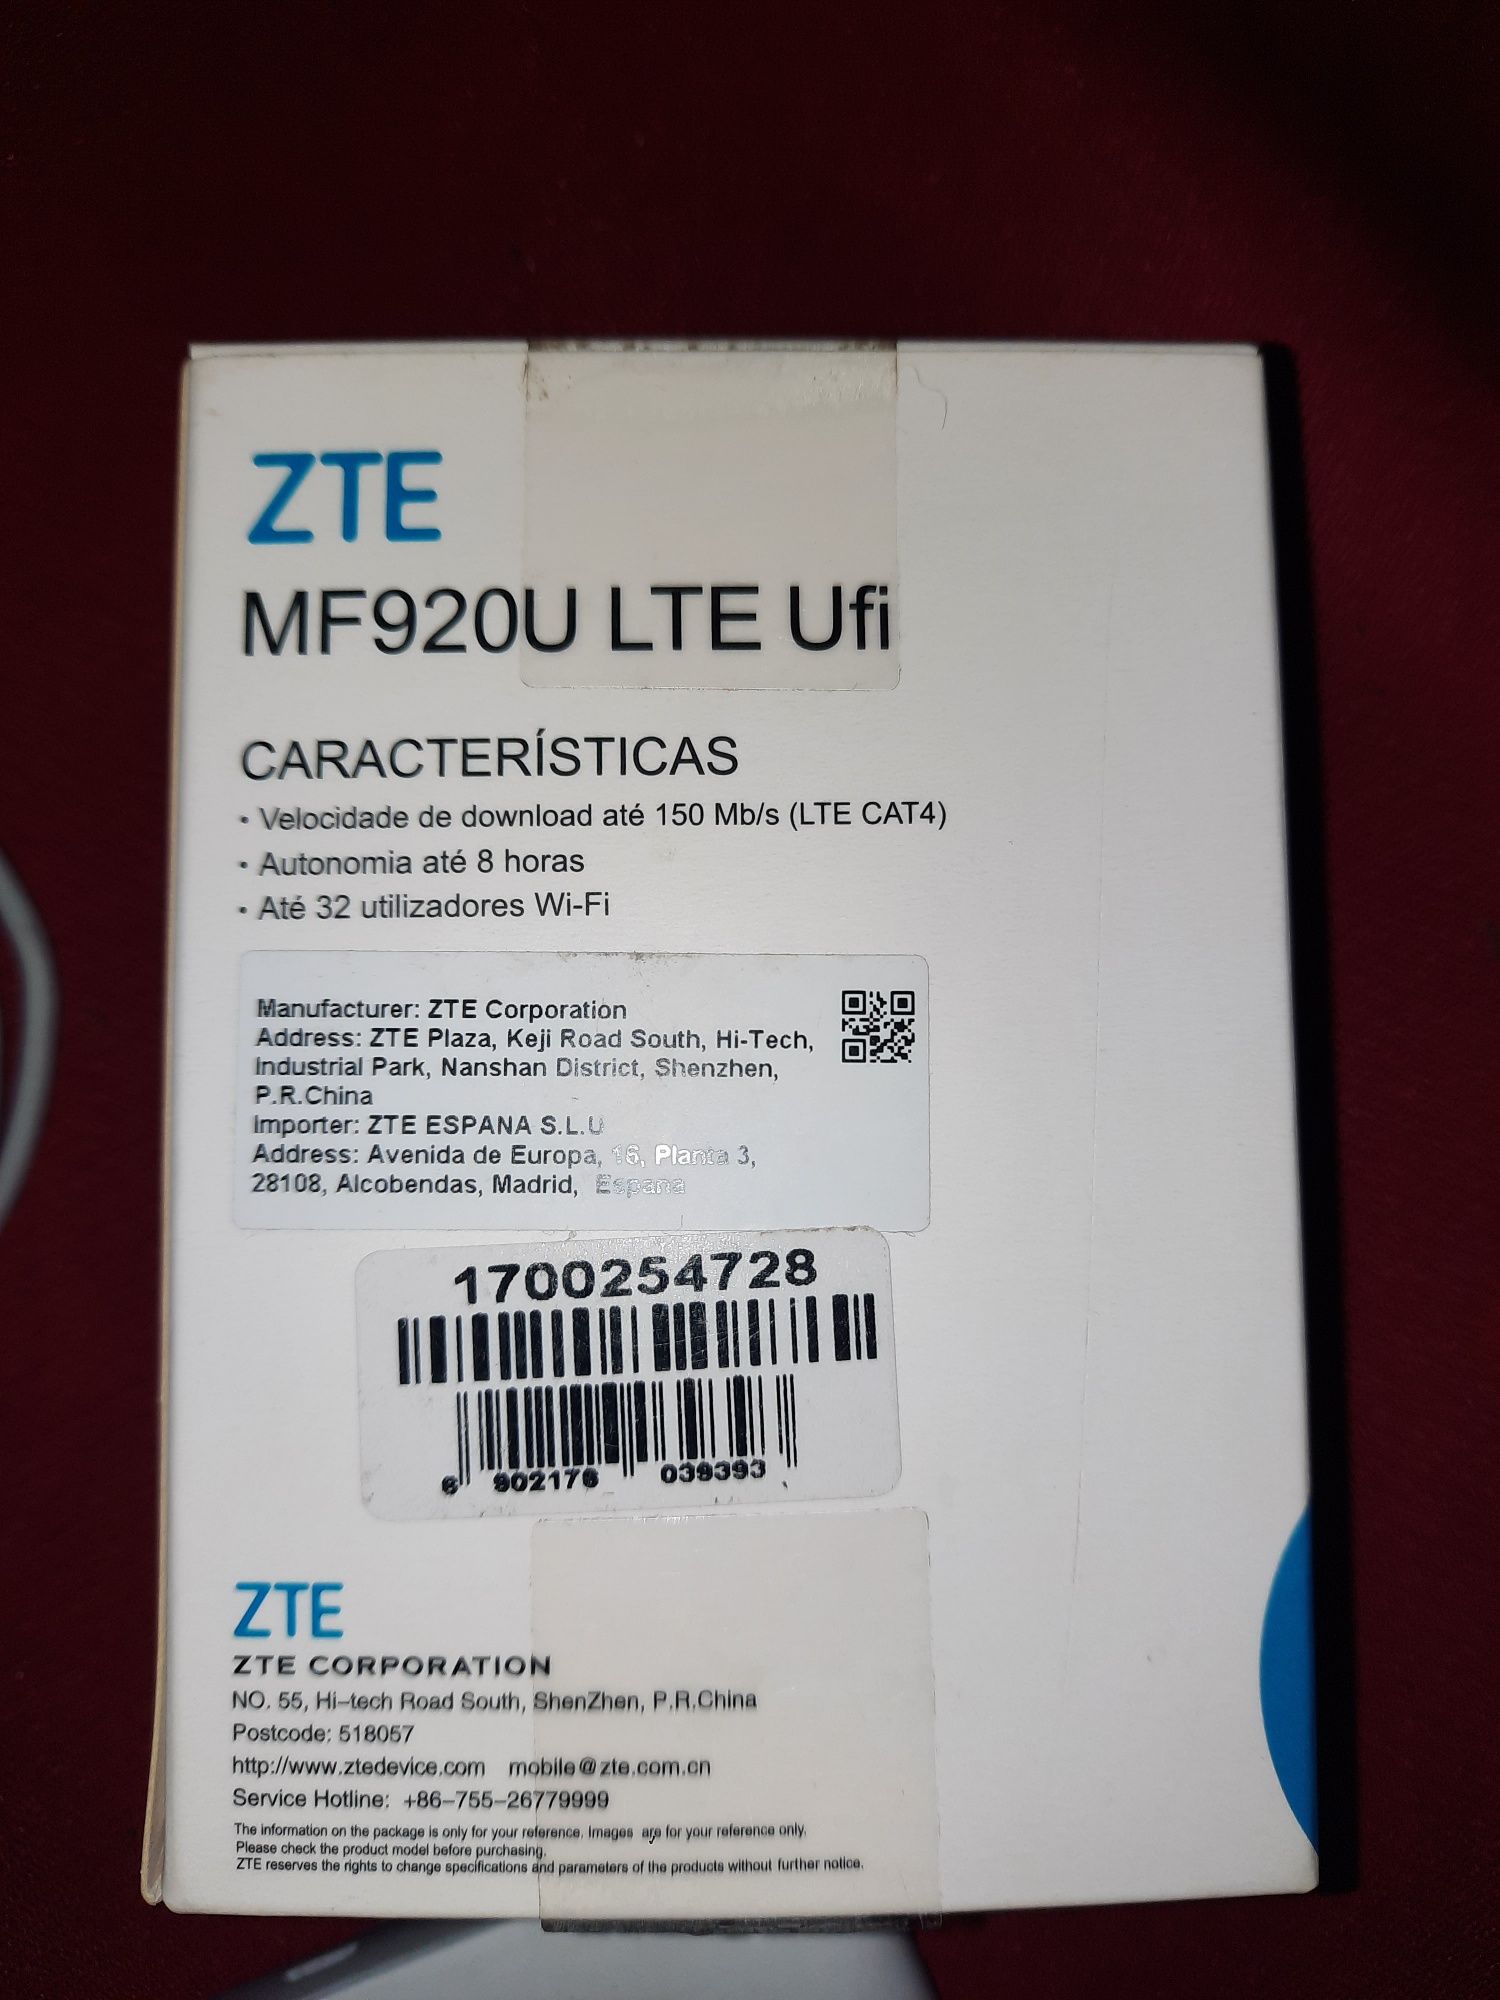 ZTE
MF920U LTE Ufi
CARACTERÍSTICAS
• Velocidade de download até 150 Mb/s (LTE CAT4)
• Autonomia até 8 horas
• Até 32 utilizadores Wi-Fi
Manufacturer: ZTE Corporation
Address: ZTE Plaza, Keji Road South, Hi-Tech,
Industrial Park, Nanshan District, Shenzhen,
P.R.China
Importer: ZTE ESPANA S.L.U
Address: Avenida de Europa, 16, Planta 3,
28108, Alcobendas, Madrid, Espana
1700254728
6 902176 039393
ZTE
ZTE CORPORATION
NO. 55, Hi-tech Road South, ShenZhen, P.R.China
Postcode: 518057
http://www.ztedevice.com mobile@zte.com.cn
Service Hotline: +86-755-26779999
The information on the package is only for your reference. Images are for your reference only.
Please check the product model before purchasing.
ZTE reserves the rights to change specifications and parameters of the products without further notice.